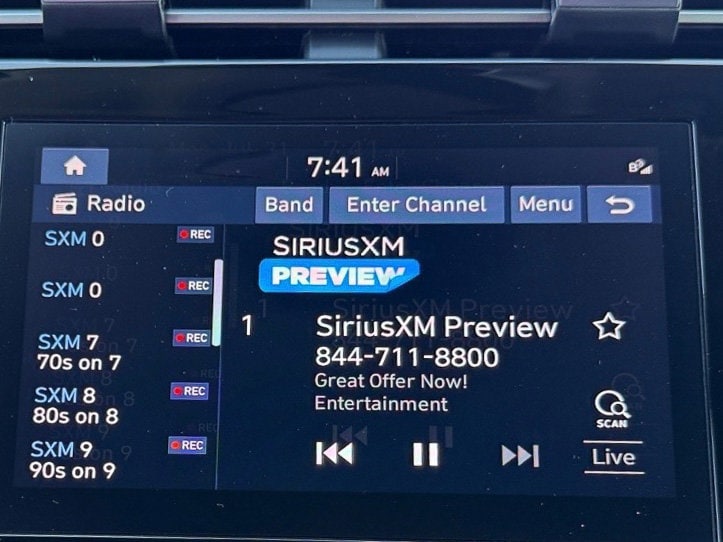 7:41 AM
Radio
Band
Enter Channel
Menu
SXM 0
REC
SXM 0
REC
SXM 7
REC
70s on 7
SXM 8
REC
80s on 8
SXM 9
REC
90s on 9
SIRIUSXM
PREVIEW
1
SiriusXM Preview
844-711-8800
Great Offer Now!
Entertainment
SCAN
Live